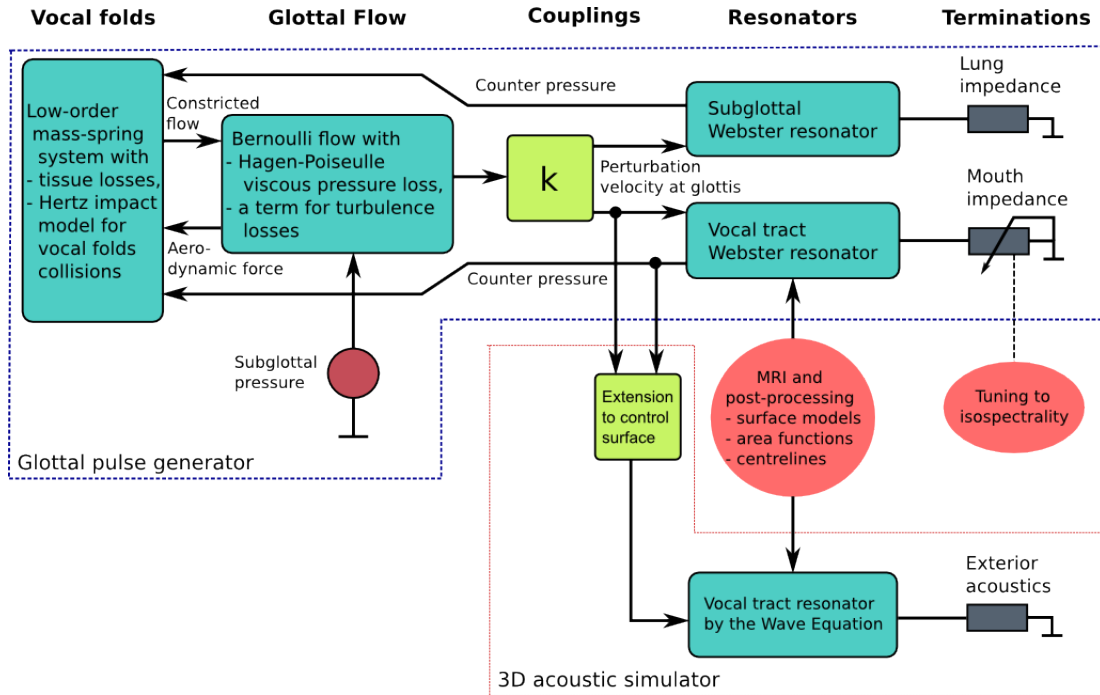 Vocal folds
Glottal Flow
Couplings
Resonators
Terminations
Low-order
mass-spring
system with
- tissue losses,
- Hertz impact
model for
vocal folds
collisions
Constricted
flow
Aero-
dynamic force
Bernoulli flow with
- Hagen-Poiseulle
viscous pressure loss,
- a term for turbulence
losses
Counter pressure
k
Perturbation
velocity at glottis
Counter pressure
Subglottal
Webster resonator
Vocal tract
Webster resonator
Lung
impedance
Mouth
impedance
Subglottal
pressure
Glottal pulse generator
Extension
to control
surface
MRI and
post-processing
- surface models
- area functions
- centrelines
Tuning to
isospectrality
Vocal tract resonator
by the Wave Equation
Exterior
acoustics
3D acoustic simulator